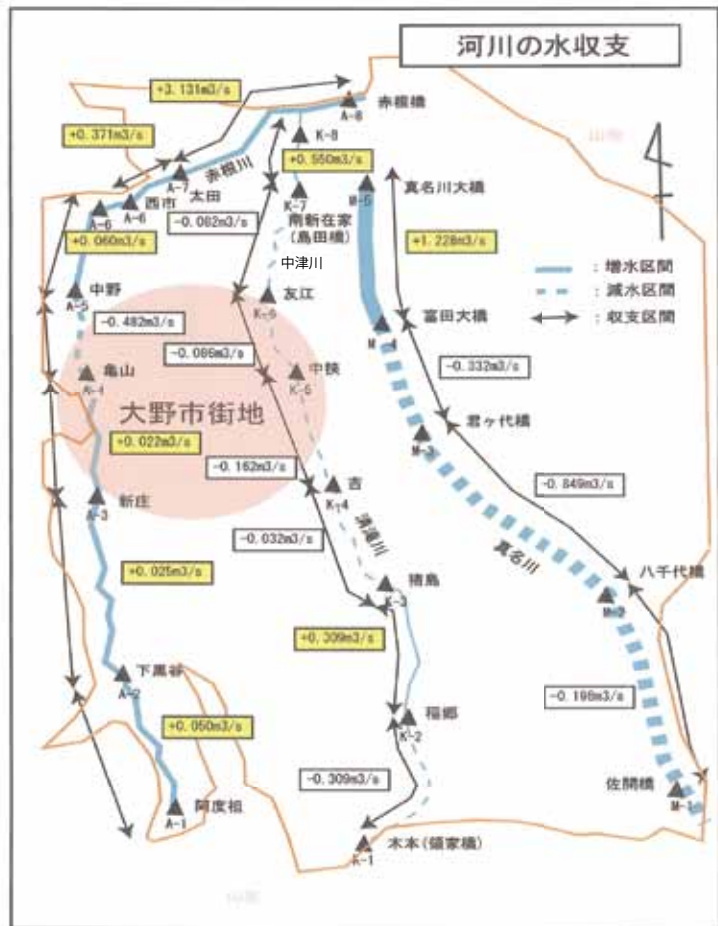 河川の水収支
+3.131m3/s
赤根橋
A-8
+0.371m3/s
K-8
赤根川
+0.550m3/s
A-7
太田
西市
A-6
A-6
K-7
-0.082m3/s
南新在家
(島田橋)
M-5
真名川大橋
+0.060m3/s
+1.228m3/s
中津川
中野
A-5
友江
: 増水区間
: 減水区間
: 収支区間
-0.482m3/s
富田大橋
-0.086m3/s
-0.332m3/s
亀山
中挾
大野市街地
君ヶ代橋
M-3
+0.022m3/s
-0.162m3/s
-0.849m3/s
新庄
A-3
吉
清滝川
-0.032m3/s
真名川
八千代橋
+0.025m3/s
猪島
K-3
M-2
+0.309m3/s
下黒谷
A-2
-0.198m3/s
稲郷
K-2
+0.050m3/s
-0.309m3/s
佐開橋
M-1
阿度祖
A-1
木本(領家橋)
K-1